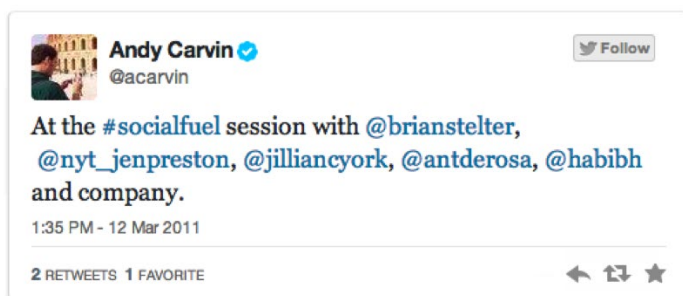 Andy Carvin
Follow
@acarvin
At the #socialfuel session with @brianstelter,
@nyt_jenpreston, @jilliancyork, @antderosa, @habibh
and company.
1:35 PM - 12 Mar 2011
2 RETWEETS 1 FAVORITE